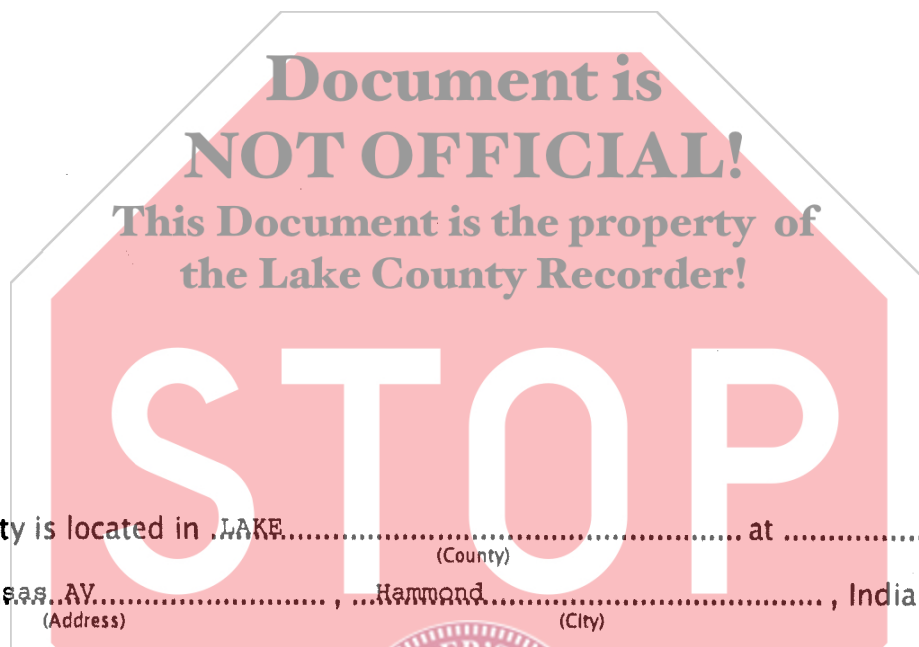 Document is
NOT OFFICIAL!
This Document is the property of
the Lake County Recorder!
STOP
ty is located in LAKE at
(County)
sas AV , Hammond , India
(Address) (City)